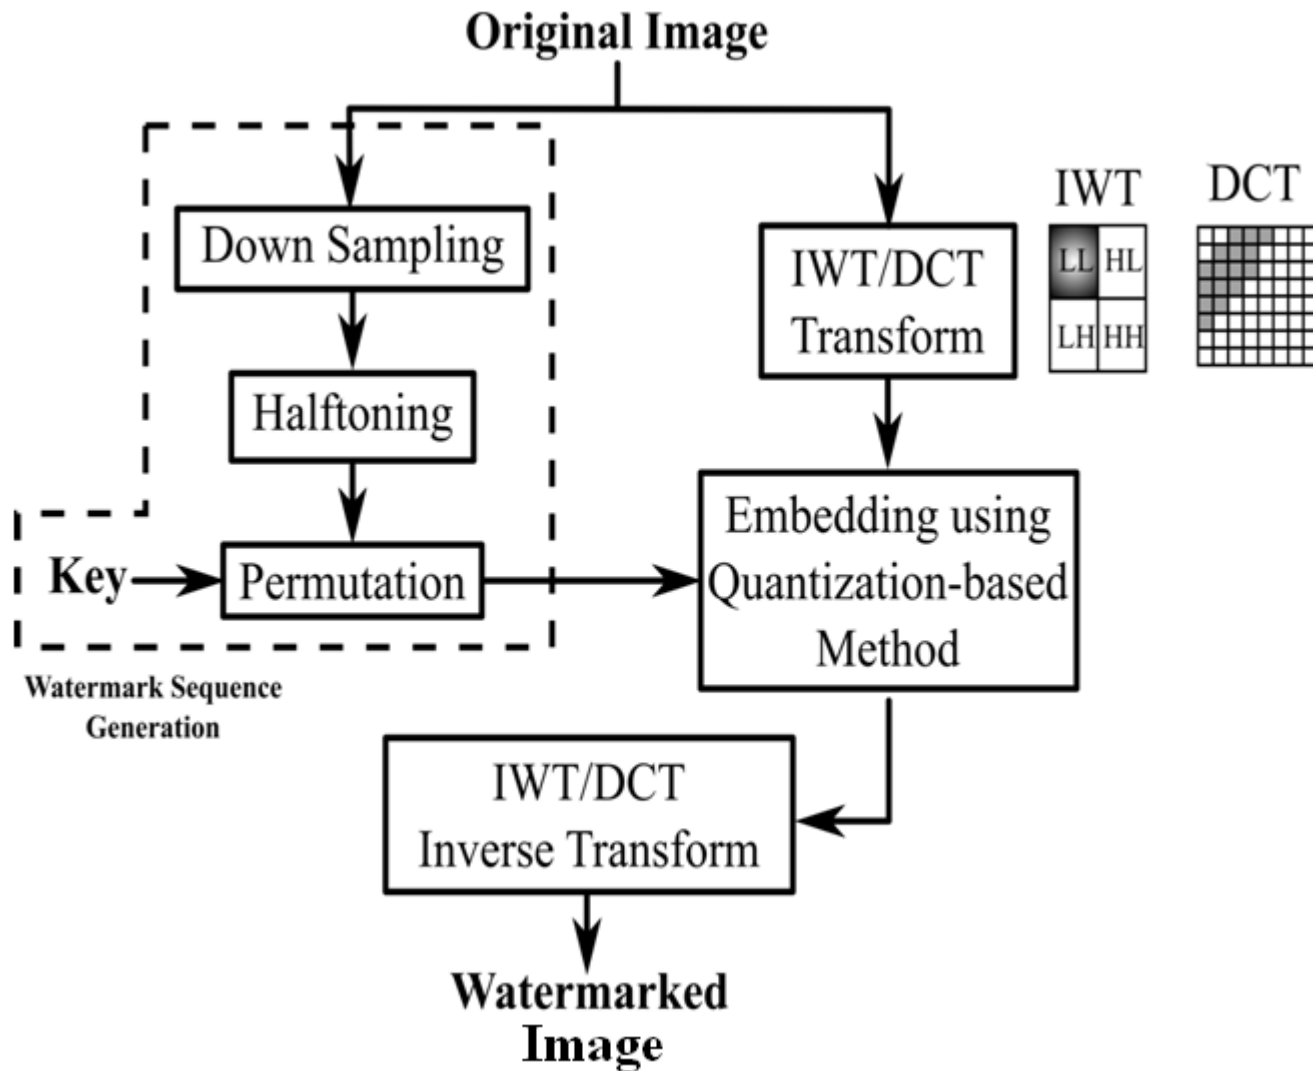 Original Image
Down Sampling
Halftoning
Key
Permutation
Watermark Sequence
Generation
IWT/DCT
Transform
IWT
LL HL
LH HH
DCT
Embedding using
Quantization-based
Method
IWT/DCT
Inverse Transform
Watermarked
Image